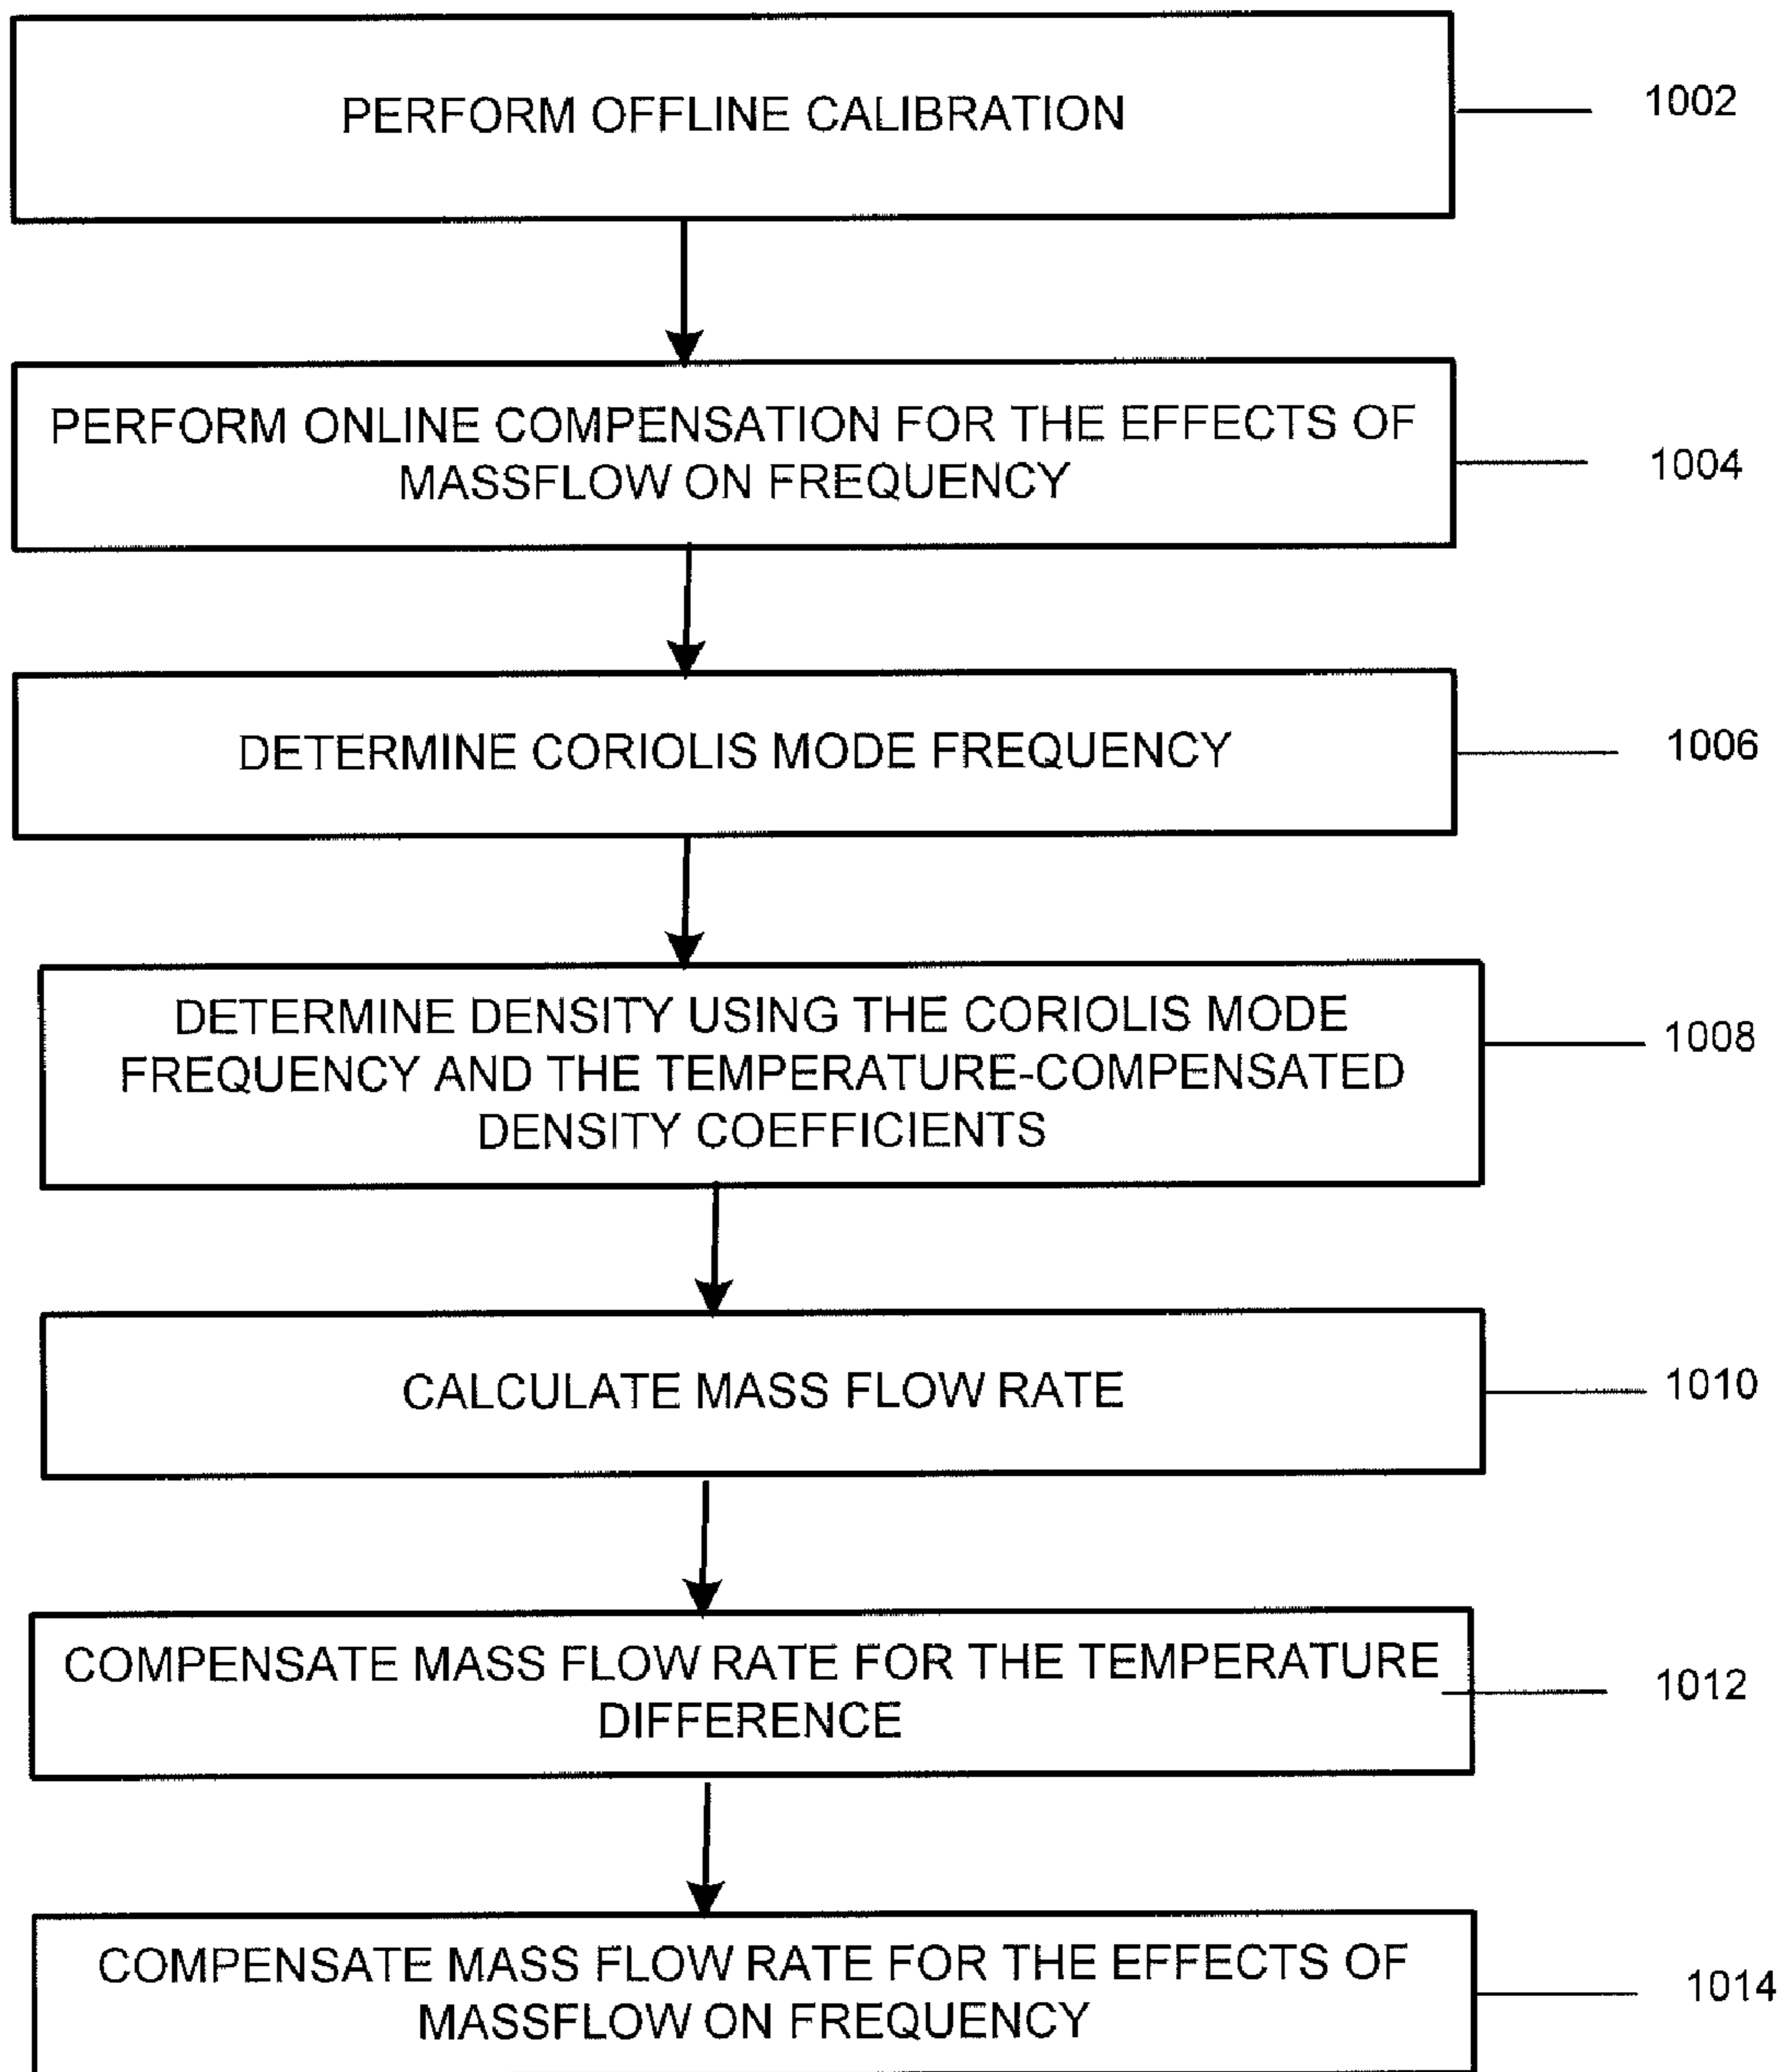 PERFORM OFFLINE CALIBRATION
1002
PERFORM ONLINE COMPENSATION FOR THE EFFECTS OF
MASSFLOW ON FREQUENCY
1004
DETERMINE CORIOLIS MODE FREQUENCY
1006
DETERMINE DENSITY USING THE CORIOLIS MODE
FREQUENCY AND THE TEMPERATURE-COMPENSATED
DENSITY COEFFICIENTS
1008
CALCULATE MASS FLOW RATE
1010
COMPENSATE MASS FLOW RATE FOR THE TEMPERATURE
DIFFERENCE
1012
COMPENSATE MASS FLOW RATE FOR THE EFFECTS OF
MASSFLOW ON FREQUENCY
1014